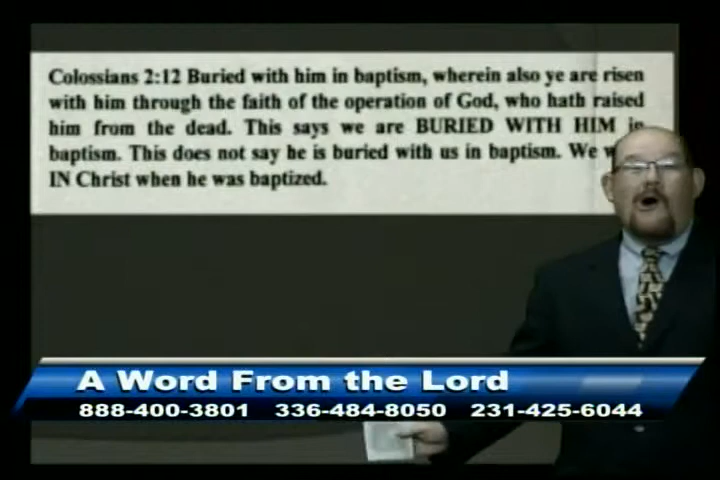 Colossians 2:12 Buried with him in baptism, wherein also ye are risen
with him through the faith of the operation of God, who hath raised
him from the dead. This says we are BURIED WITH HIM in
baptism. This does not say he is buried with us in baptism. We
IN Christ when he was baptized.
A Word From the Lord
888-400-3801 336-484-8050 231-425-6044